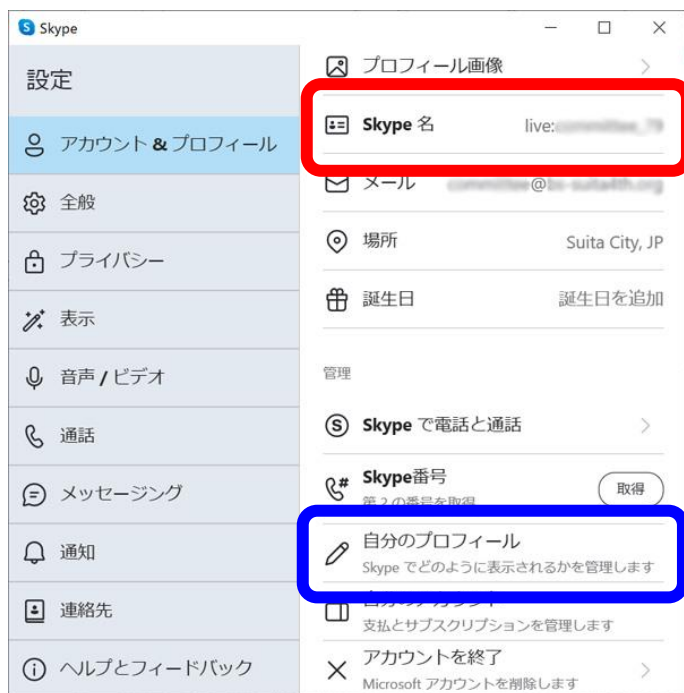 Skype
設定
アカウント & プロフィール
全般
プライバシー
表示
音声 / ビデオ
通話
メッセージング
通知
連絡先
ヘルプとフィードバック
プロフィール画像
Skype 名 live:
メール @
場所 Suita City, JP
誕生日 誕生日を追加
管理
Skype で電話と通話
Skype番号 取得
第 2 の番号を取得
自分のプロフィール
Skype でどのように表示されるかを管理します
自分のアカウント
支払とサブスクリプションを管理します
アカウントを終了
Microsoft アカウントを削除します